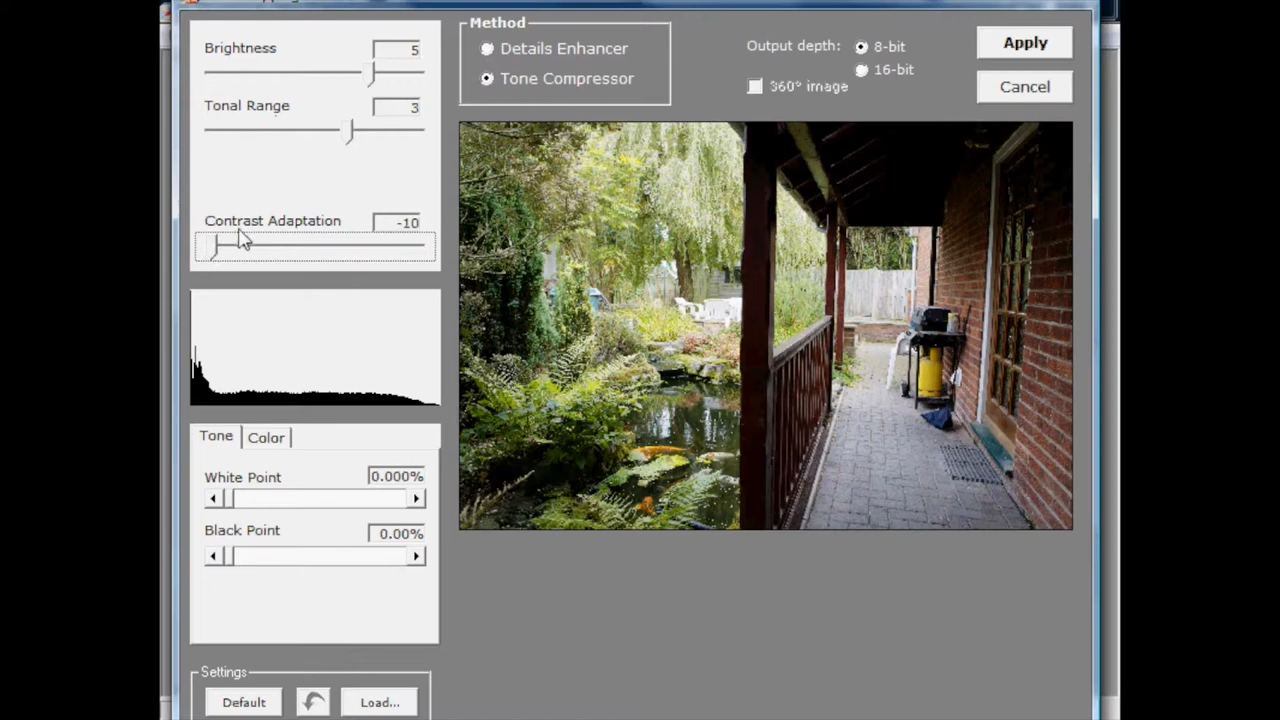 Brightness 5
Tonal Range 3
Contrast Adaptation -10
Tone Color
White Point 0.000%
Black Point 0.00%
Settings
Default Load...
Method
Details Enhancer
Tone Compressor
Output depth: 8-bit
16-bit
360° image
Apply
Cancel